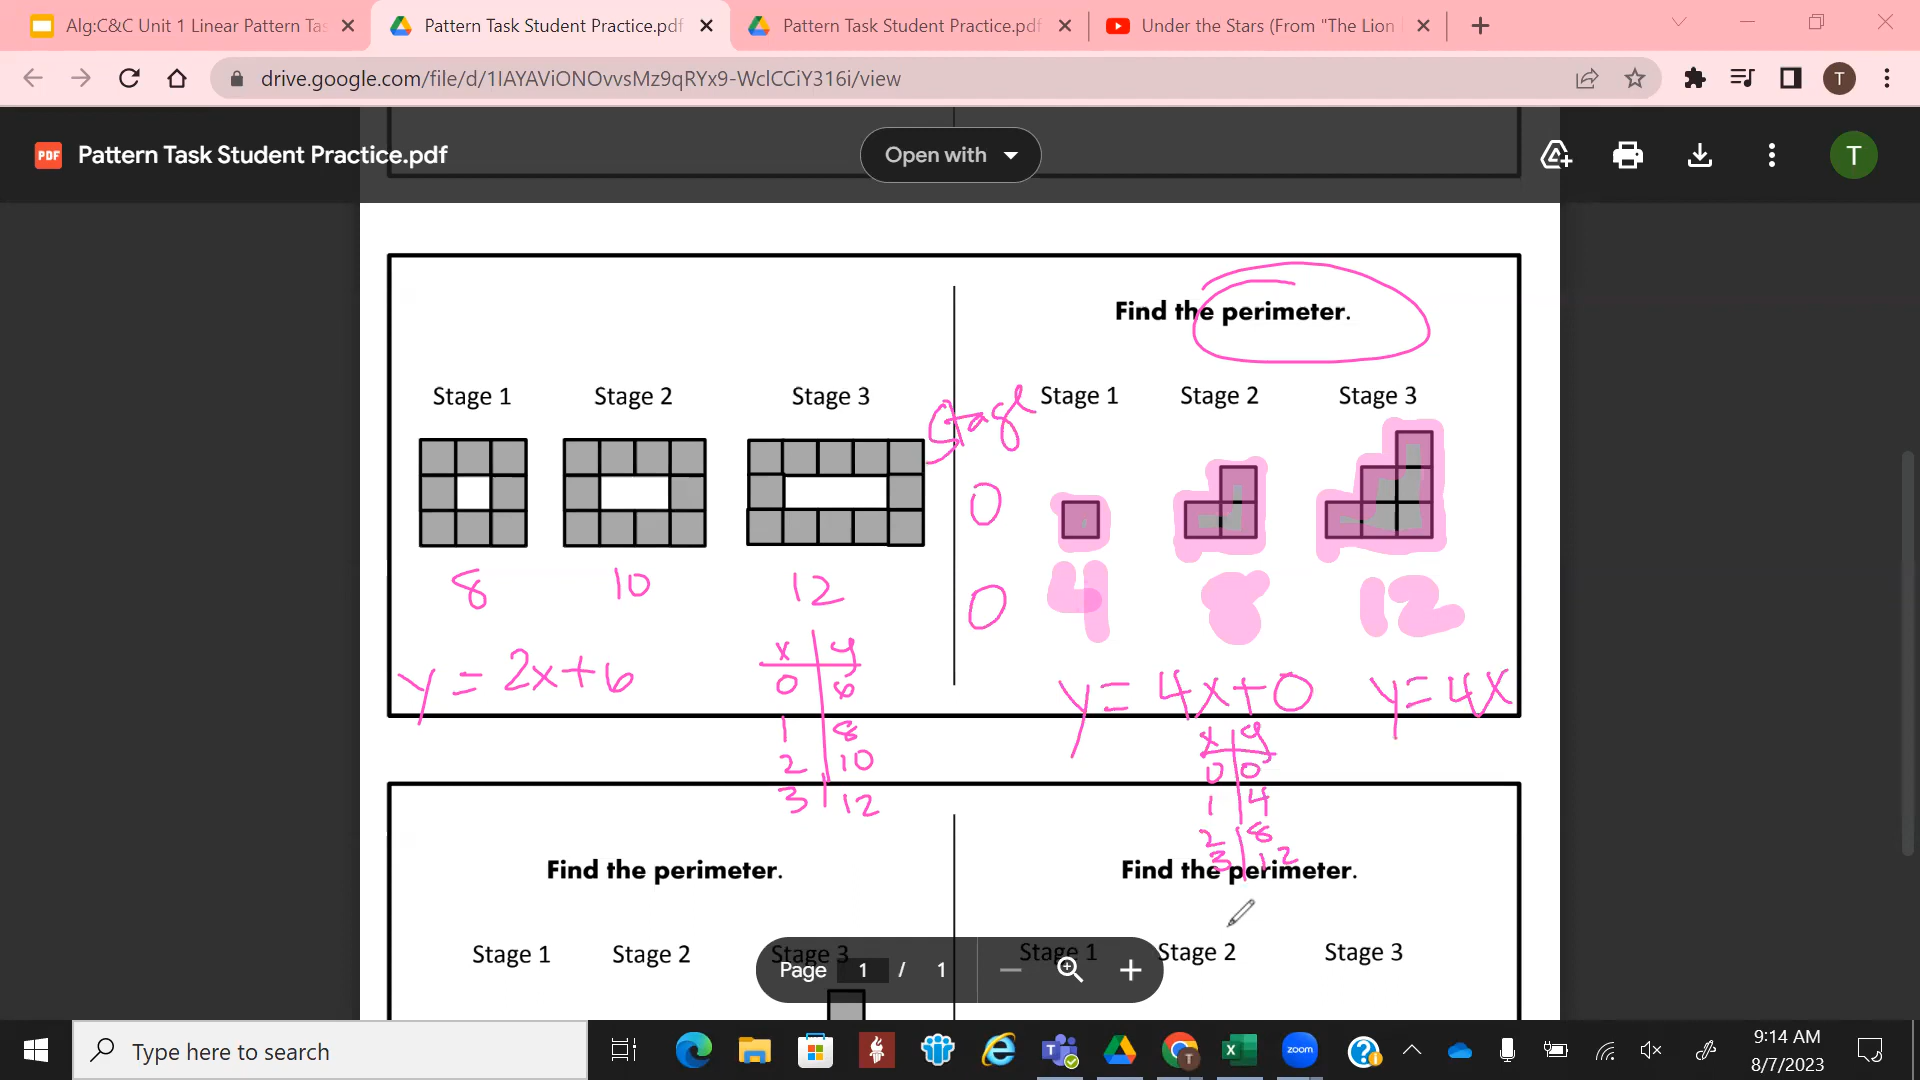 Alg:C&C Unit 1 Linear Pattern Tas
Pattern Task Student Practice.pdf
Pattern Task Student Practice.pdf
Under the Stars (From "The Lion
drive.google.com/file/d/1IAYAViONOvvsMz9qRYx9-WclCCiY316i/view
T
PDF Pattern Task Student Practice.pdf
Open with
T
Find the perimeter.
Stage 1 Stage 2 Stage 3
Stage
Stage 1 Stage 2 Stage 3
0
8 10 12
0 4 8 12
y = 2x+6
x y
0 6
1 8
2 10
3 12
y = 4x+0 y=4x
x y
0 0
1 4
2 8
3 12
Find the perimeter.
Find the perimeter.
Stage 1 Stage 2 Stage 3
Stage 1 Stage 2 Stage 3
Page 1 / 1
Type here to search
T
zoom
9:14 AM
8/7/2023